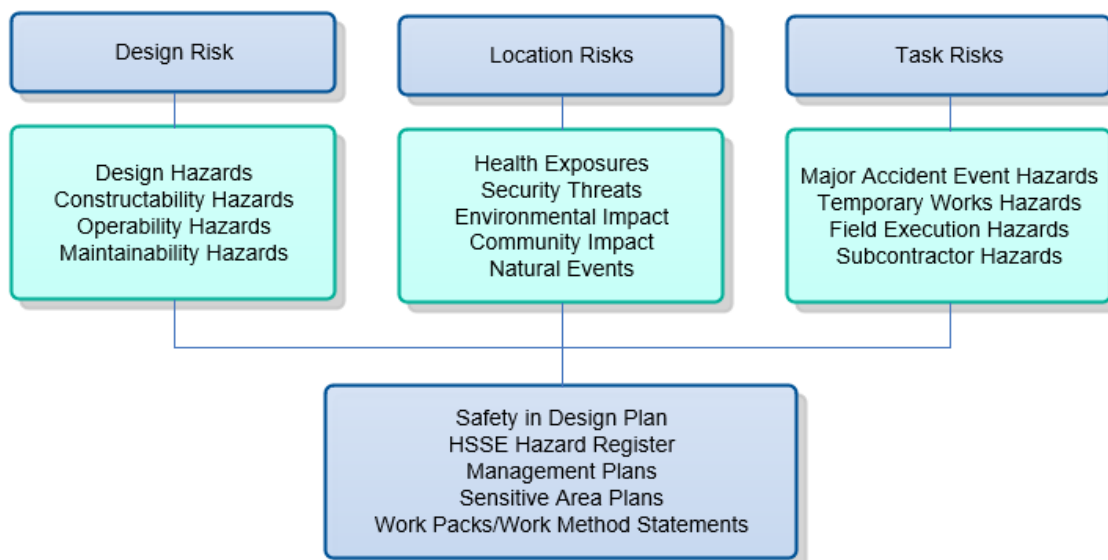 Design Risk
Location Risks
Task Risks
Design Hazards
Constructability Hazards
Operability Hazards
Maintainability Hazards
Health Exposures
Security Threats
Environmental Impact
Community Impact
Natural Events
Major Accident Event Hazards
Temporary Works Hazards
Field Execution Hazards
Subcontractor Hazards
Safety in Design Plan
HSSE Hazard Register
Management Plans
Sensitive Area Plans
Work Packs/Work Method Statements